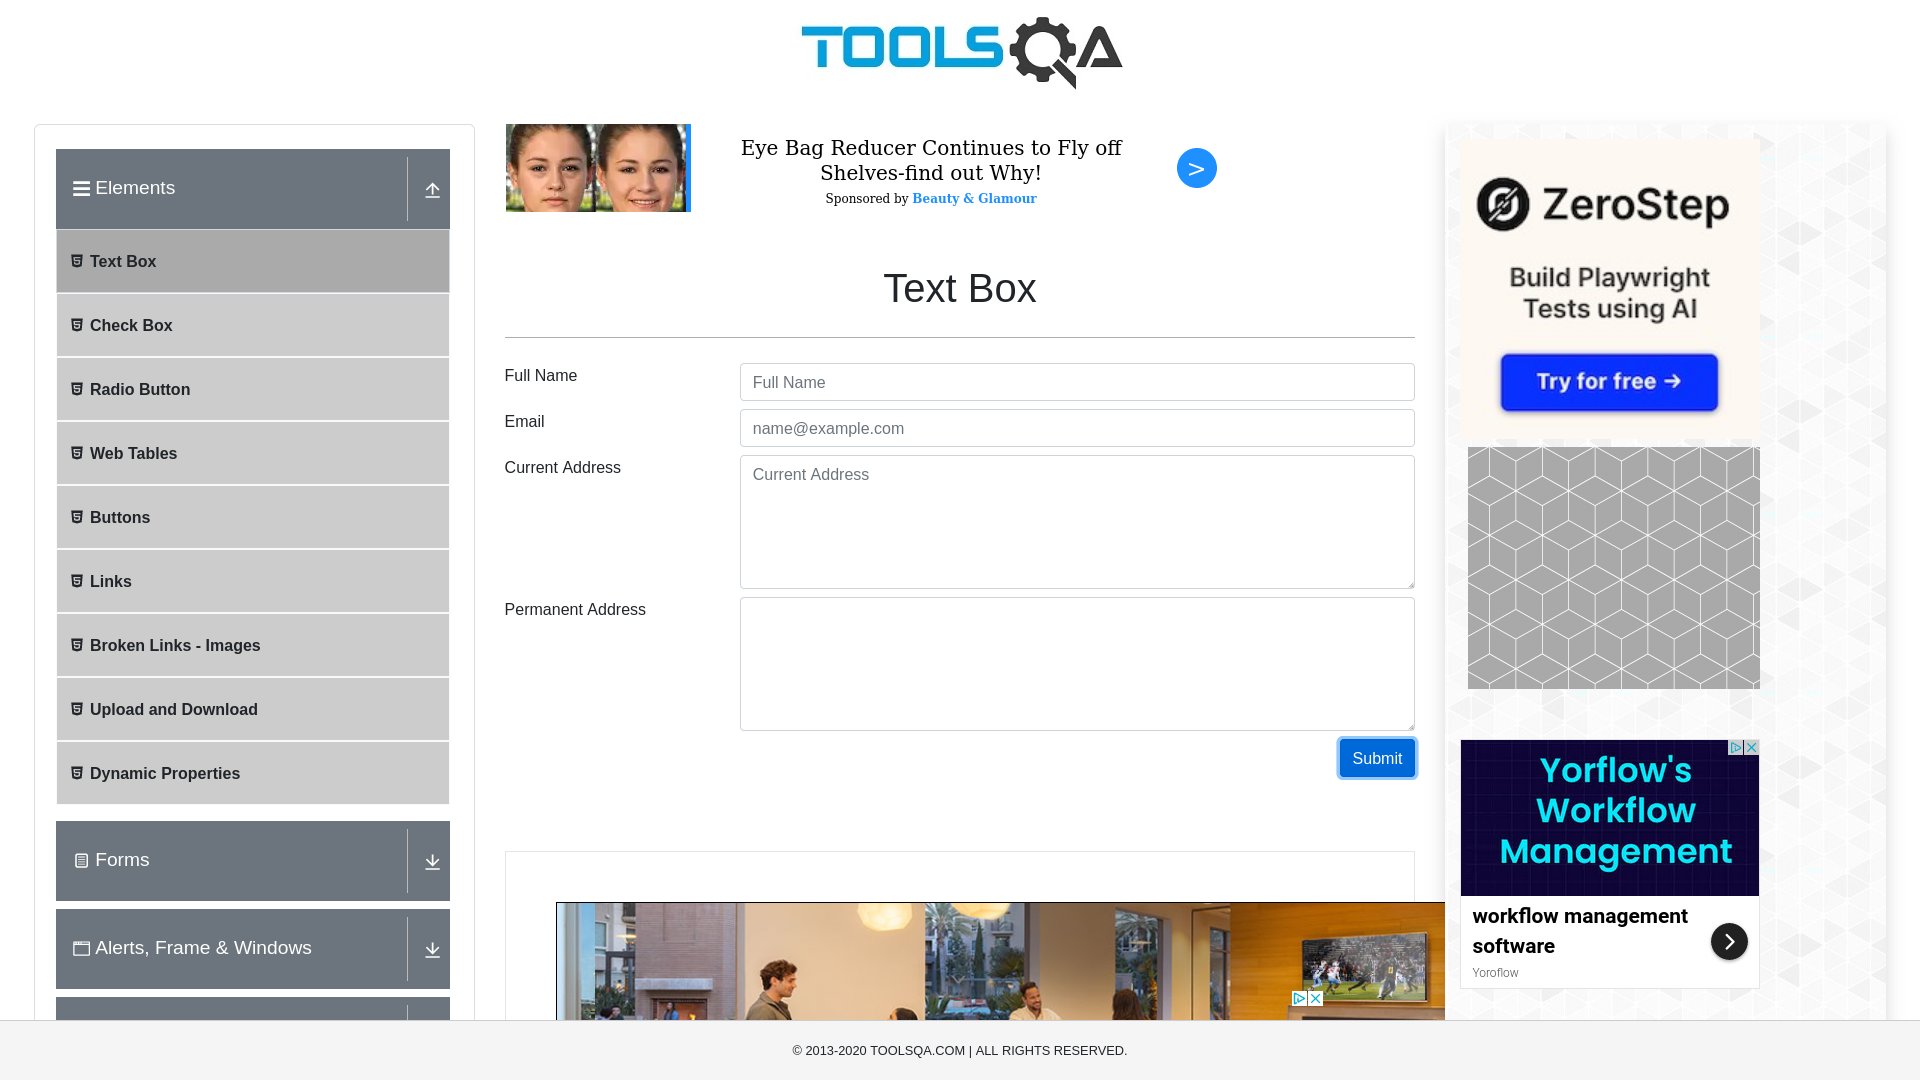 TOOLSQA
Elements
Text Box
Check Box
Radio Button
Web Tables
Buttons
Links
Broken Links - Images
Upload and Download
Dynamic Properties
Forms
Alerts, Frame & Windows
Eye Bag Reducer Continues to Fly off
Shelves-find out Why!
Sponsored by Beauty & Glamour
>
Text Box
Full Name
Full Name
Email
name@example.com
Current Address
Current Address
Permanent Address
Submit
ZeroStep
Build Playwright
Tests using AI
Try for free →
Yorflow's
Workflow
Management
workflow management
software
Yoroflow
© 2013-2020 TOOLSQA.COM | ALL RIGHTS RESERVED.